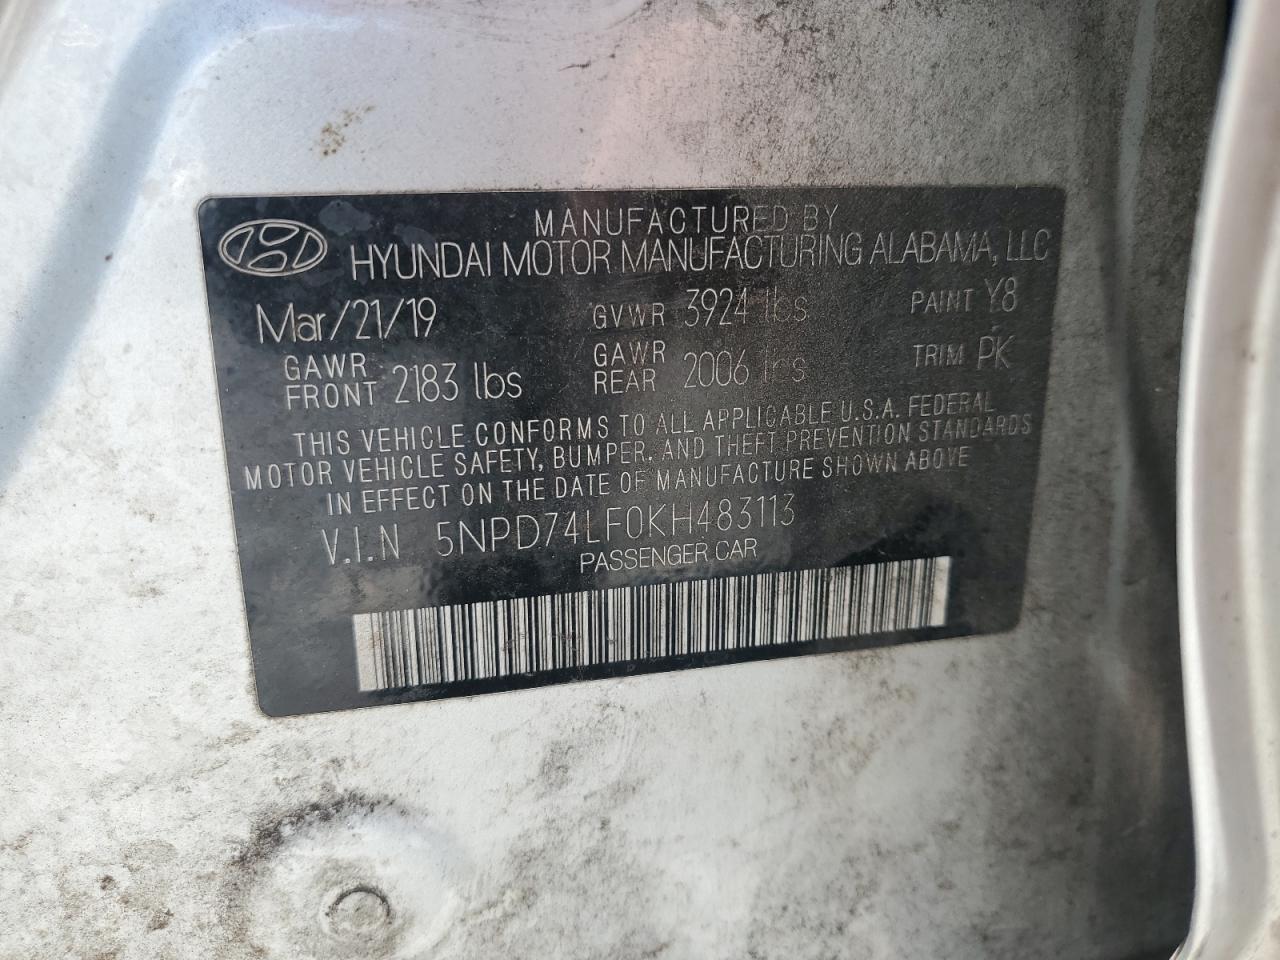 MANUFACTURED BY
HYUNDAI MOTOR MANUFACTURING ALABAMA, LLC
Mar/21/19 GVWR 3924 lbs PAINT Y8
GAWR FRONT 2183 lbs GAWR REAR 2006 lbs TRIM PK
THIS VEHICLE CONFORMS TO ALL APPLICABLE U.S.A. FEDERAL
MOTOR VEHICLE SAFETY, BUMPER, AND THEFT PREVENTION STANDARDS
IN EFFECT ON THE DATE OF MANUFACTURE SHOWN ABOVE
V.I.N 5NPD74LF0KH483113
PASSENGER CAR